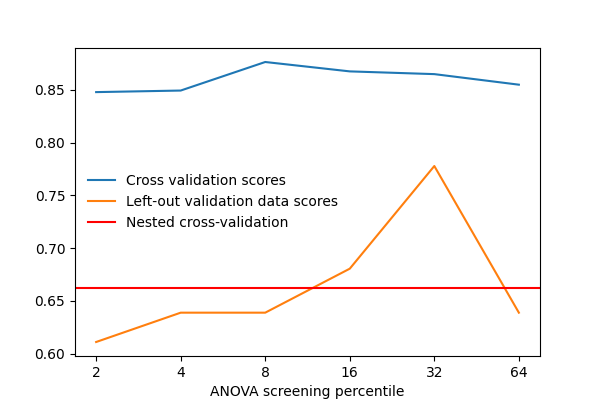 0.85
0.80
0.75
0.70
0.65
0.60
Cross validation scores
Left-out validation data scores
Nested cross-validation
2 4 8 16 32 64
ANOVA screening percentile